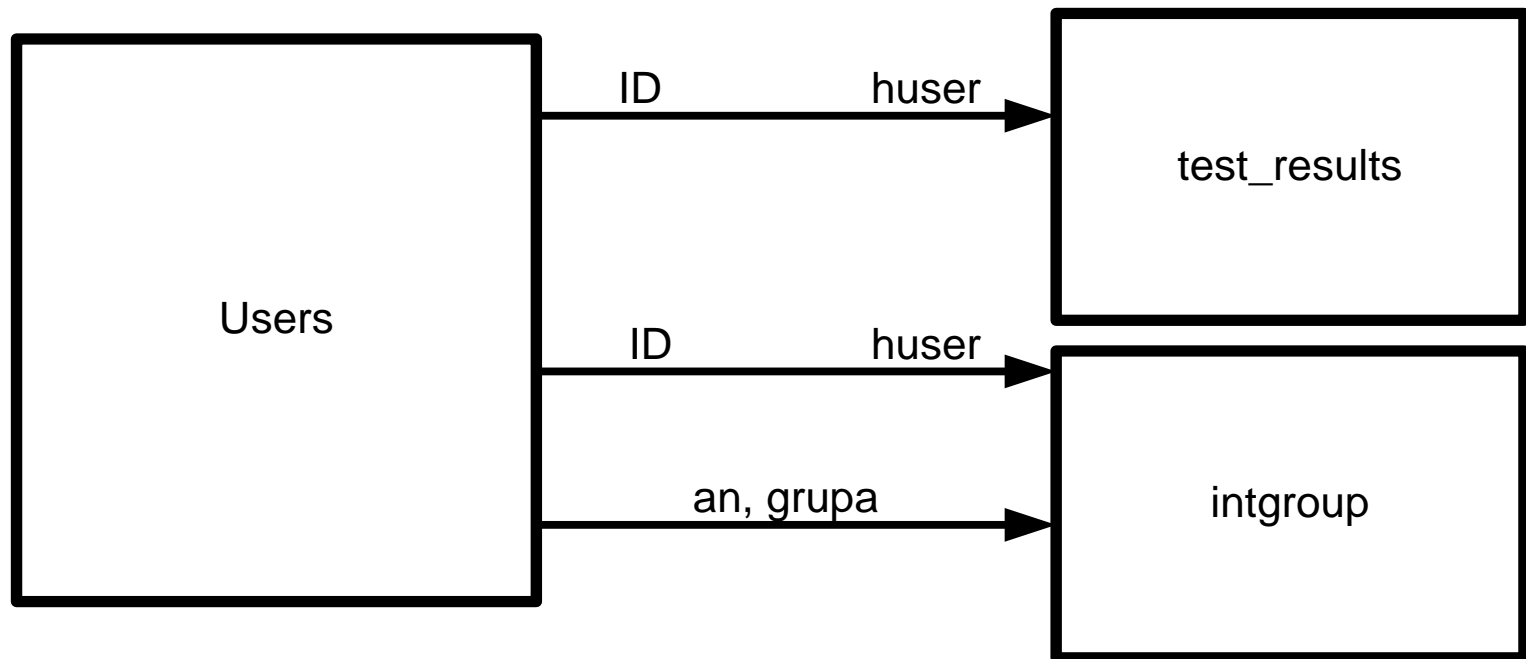 ID huser
test_results
Users
ID huser
an, grupa
intgroup